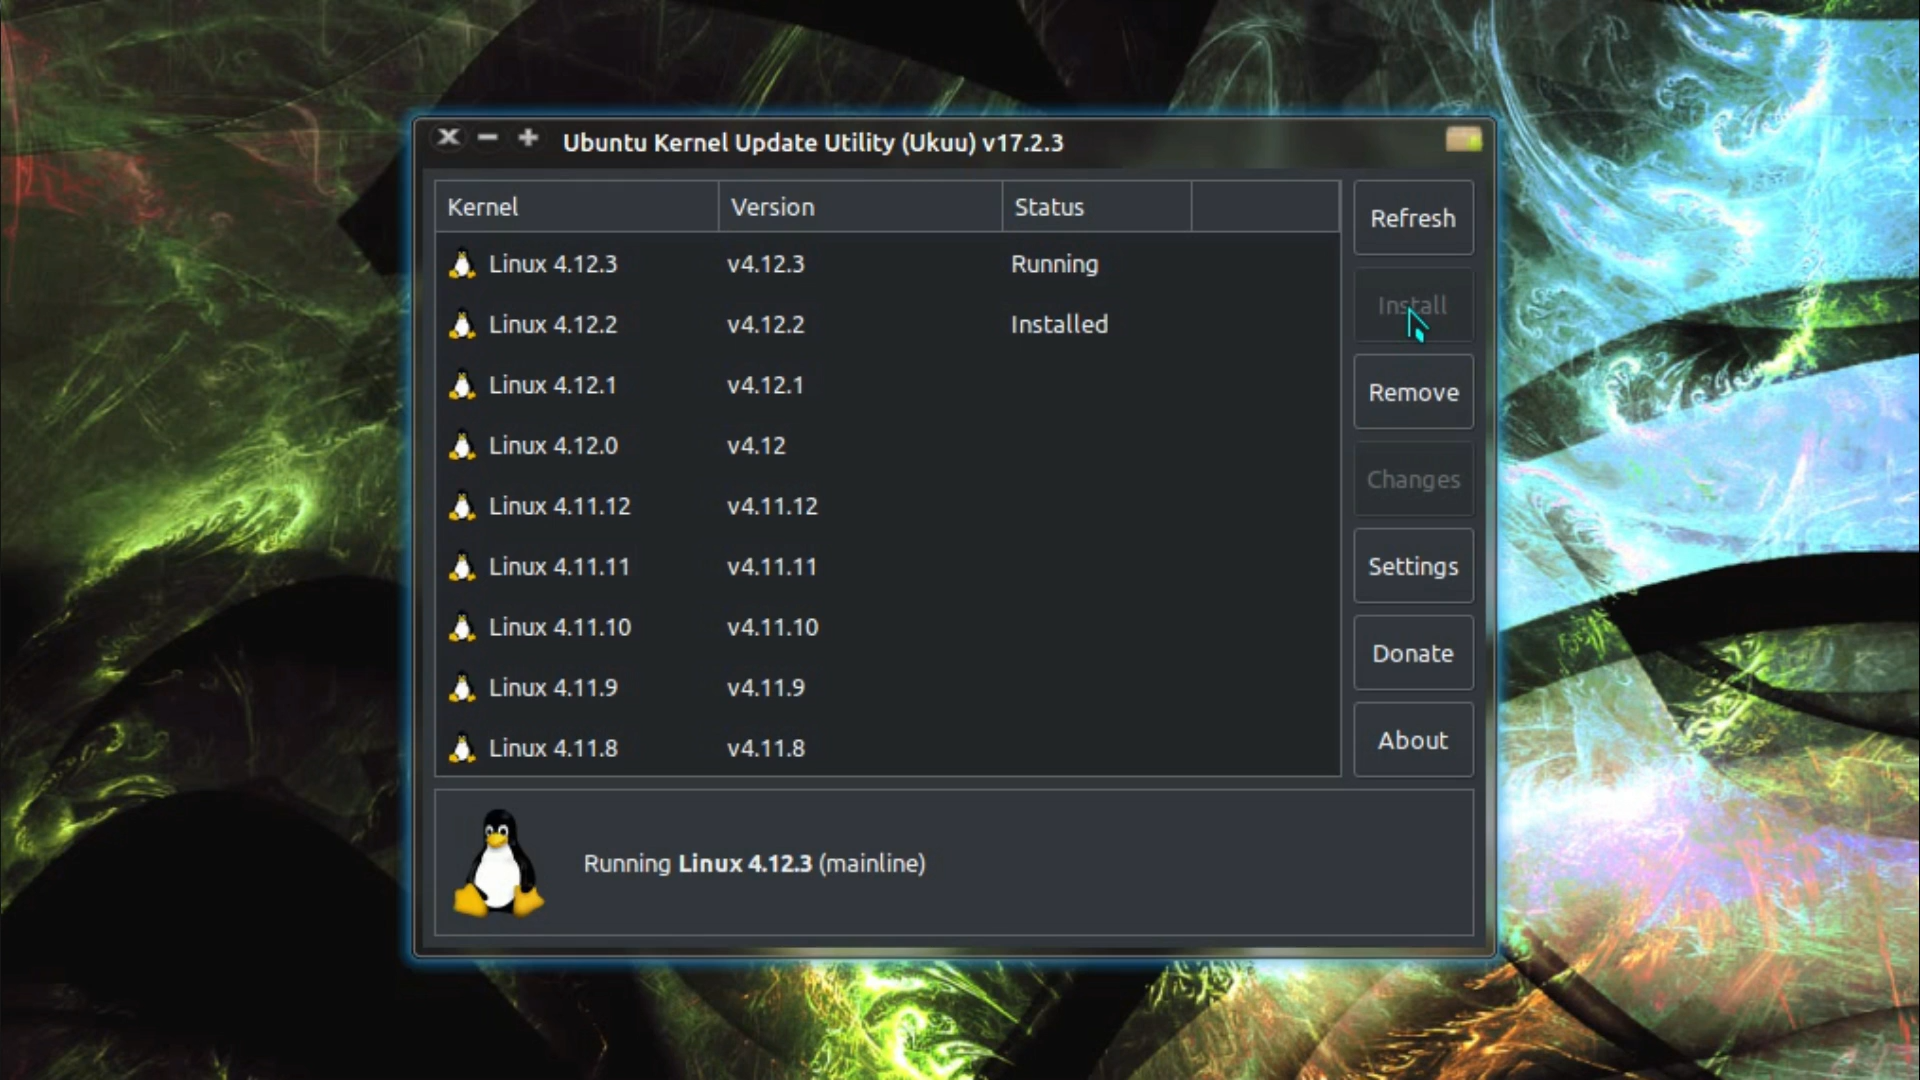 Ubuntu Kernel Update Utility (Ukuu) v17.2.3
Kernel Version Status
Linux 4.12.3 v4.12.3 Running
Linux 4.12.2 v4.12.2 Installed
Linux 4.12.1 v4.12.1
Linux 4.12.0 v4.12
Linux 4.11.12 v4.11.12
Linux 4.11.11 v4.11.11
Linux 4.11.10 v4.11.10
Linux 4.11.9 v4.11.9
Linux 4.11.8 v4.11.8
Refresh
Install
Remove
Changes
Settings
Donate
About
Running Linux 4.12.3 (mainline)